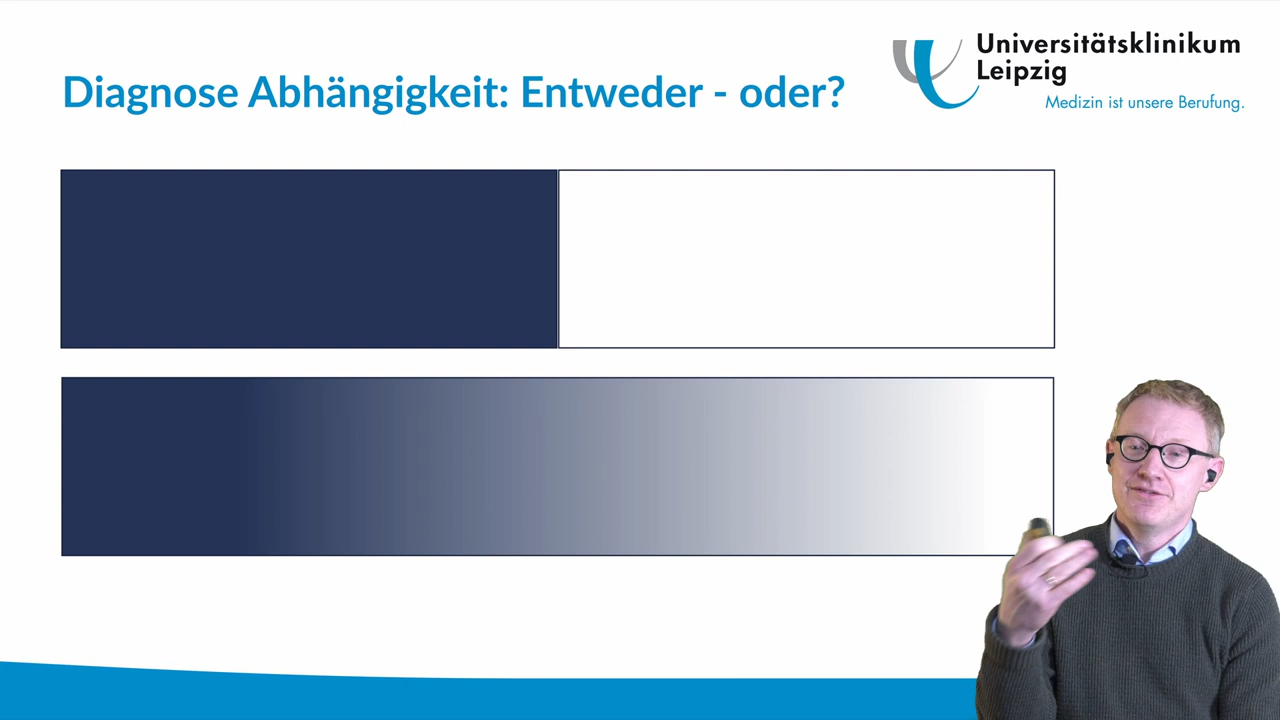 Universitätsklinikum
Leipzig
Medizin ist unsere Berufung.
Diagnose Abhängigkeit: Entweder - oder?